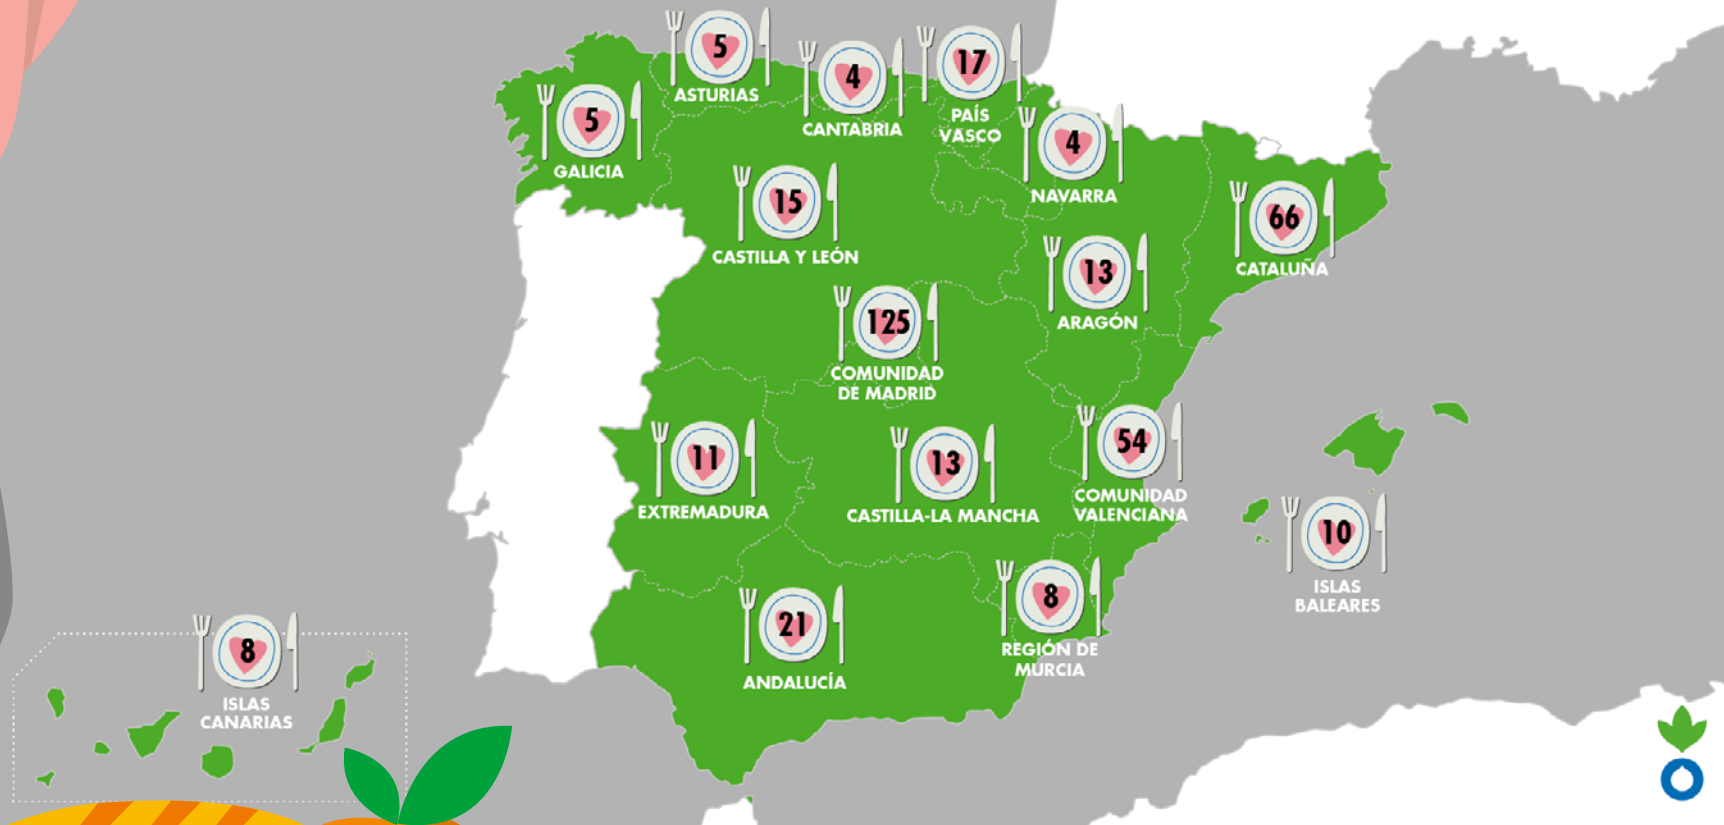 5
ASTURIAS
4
CANTABRIA
17
PAÍS
VASCO
5
GALICIA
4
NAVARRA
15
CASTILLA Y LEÓN
66
CATALUÑA
13
ARAGÓN
125
COMUNIDAD
DE MADRID
11
EXTREMADURA
13
CASTILLA-LA MANCHA
54
COMUNIDAD
VALENCIANA
10
ISLAS
BALEARES
8
REGIÓN DE
MURCIA
21
ANDALUCÍA
8
ISLAS
CANARIAS